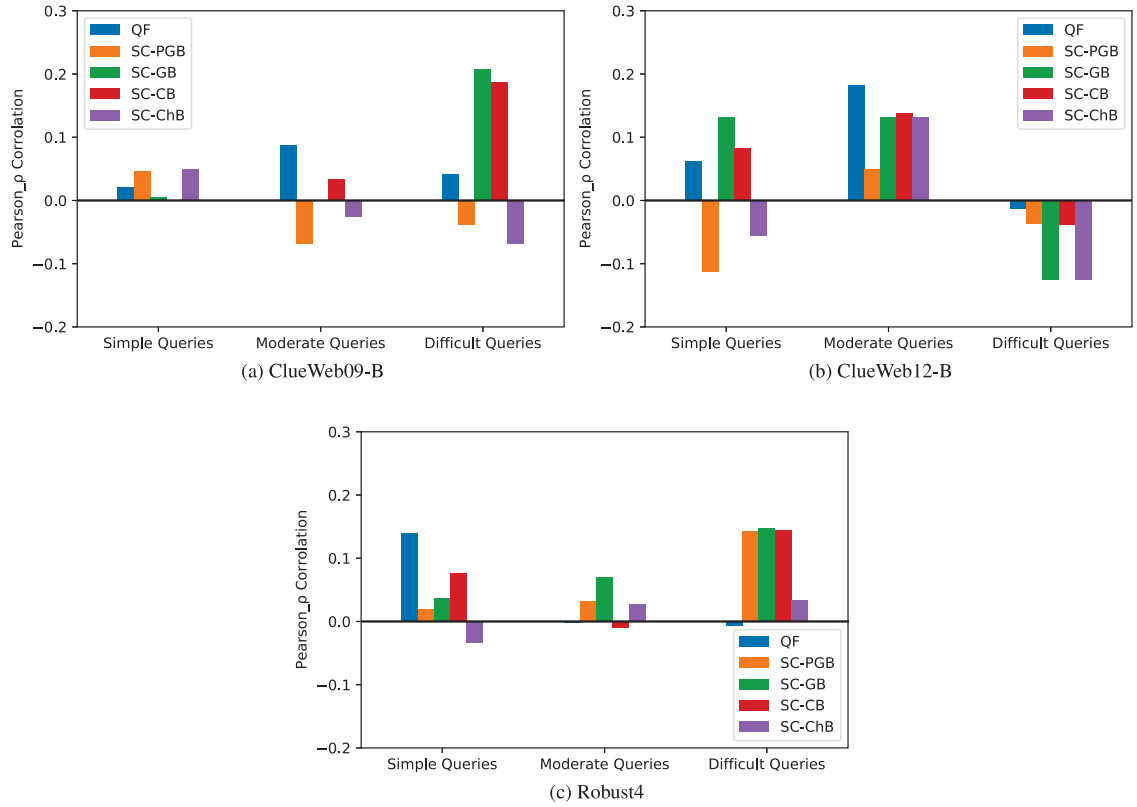 0.3
0.2
0.1
0.0
−0.1
−0.2
Pearson_ρ Corrolation
QF
SC-PGB
SC-GB
SC-CB
SC-ChB
Simple Queries
Moderate Queries
Difficult Queries
(a) ClueWeb09-B
0.3
0.2
0.1
0.0
−0.1
−0.2
Pearson_ρ Corrolation
QF
SC-PGB
SC-GB
SC-CB
SC-ChB
Simple Queries
Moderate Queries
Difficult Queries
(b) ClueWeb12-B
0.3
0.2
0.1
0.0
−0.1
−0.2
Pearson_ρ Corrolation
QF
SC-PGB
SC-GB
SC-CB
SC-ChB
Simple Queries
Moderate Queries
Difficult Queries
(c) Robust4